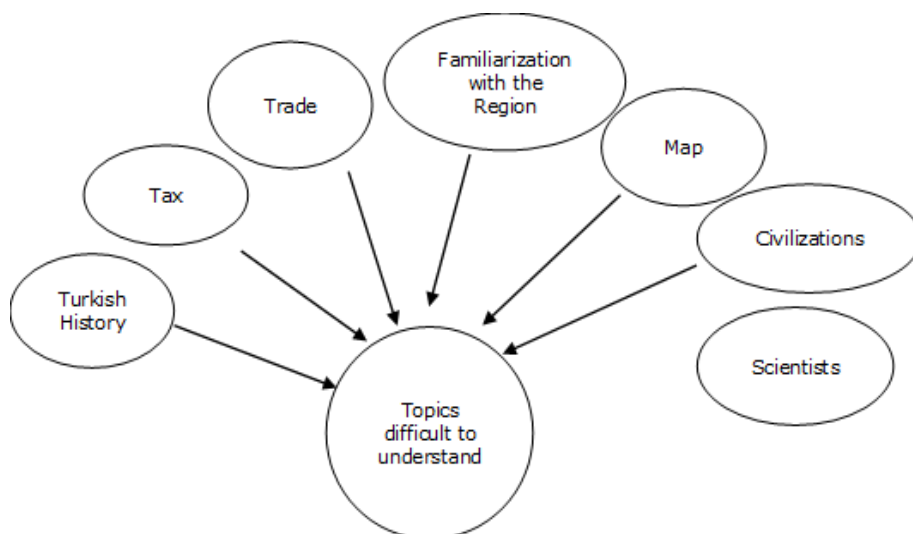 Familiarization
with the
Region
Trade
Map
Tax
Civilizations
Turkish
History
Scientists
Topics
difficult to
understand